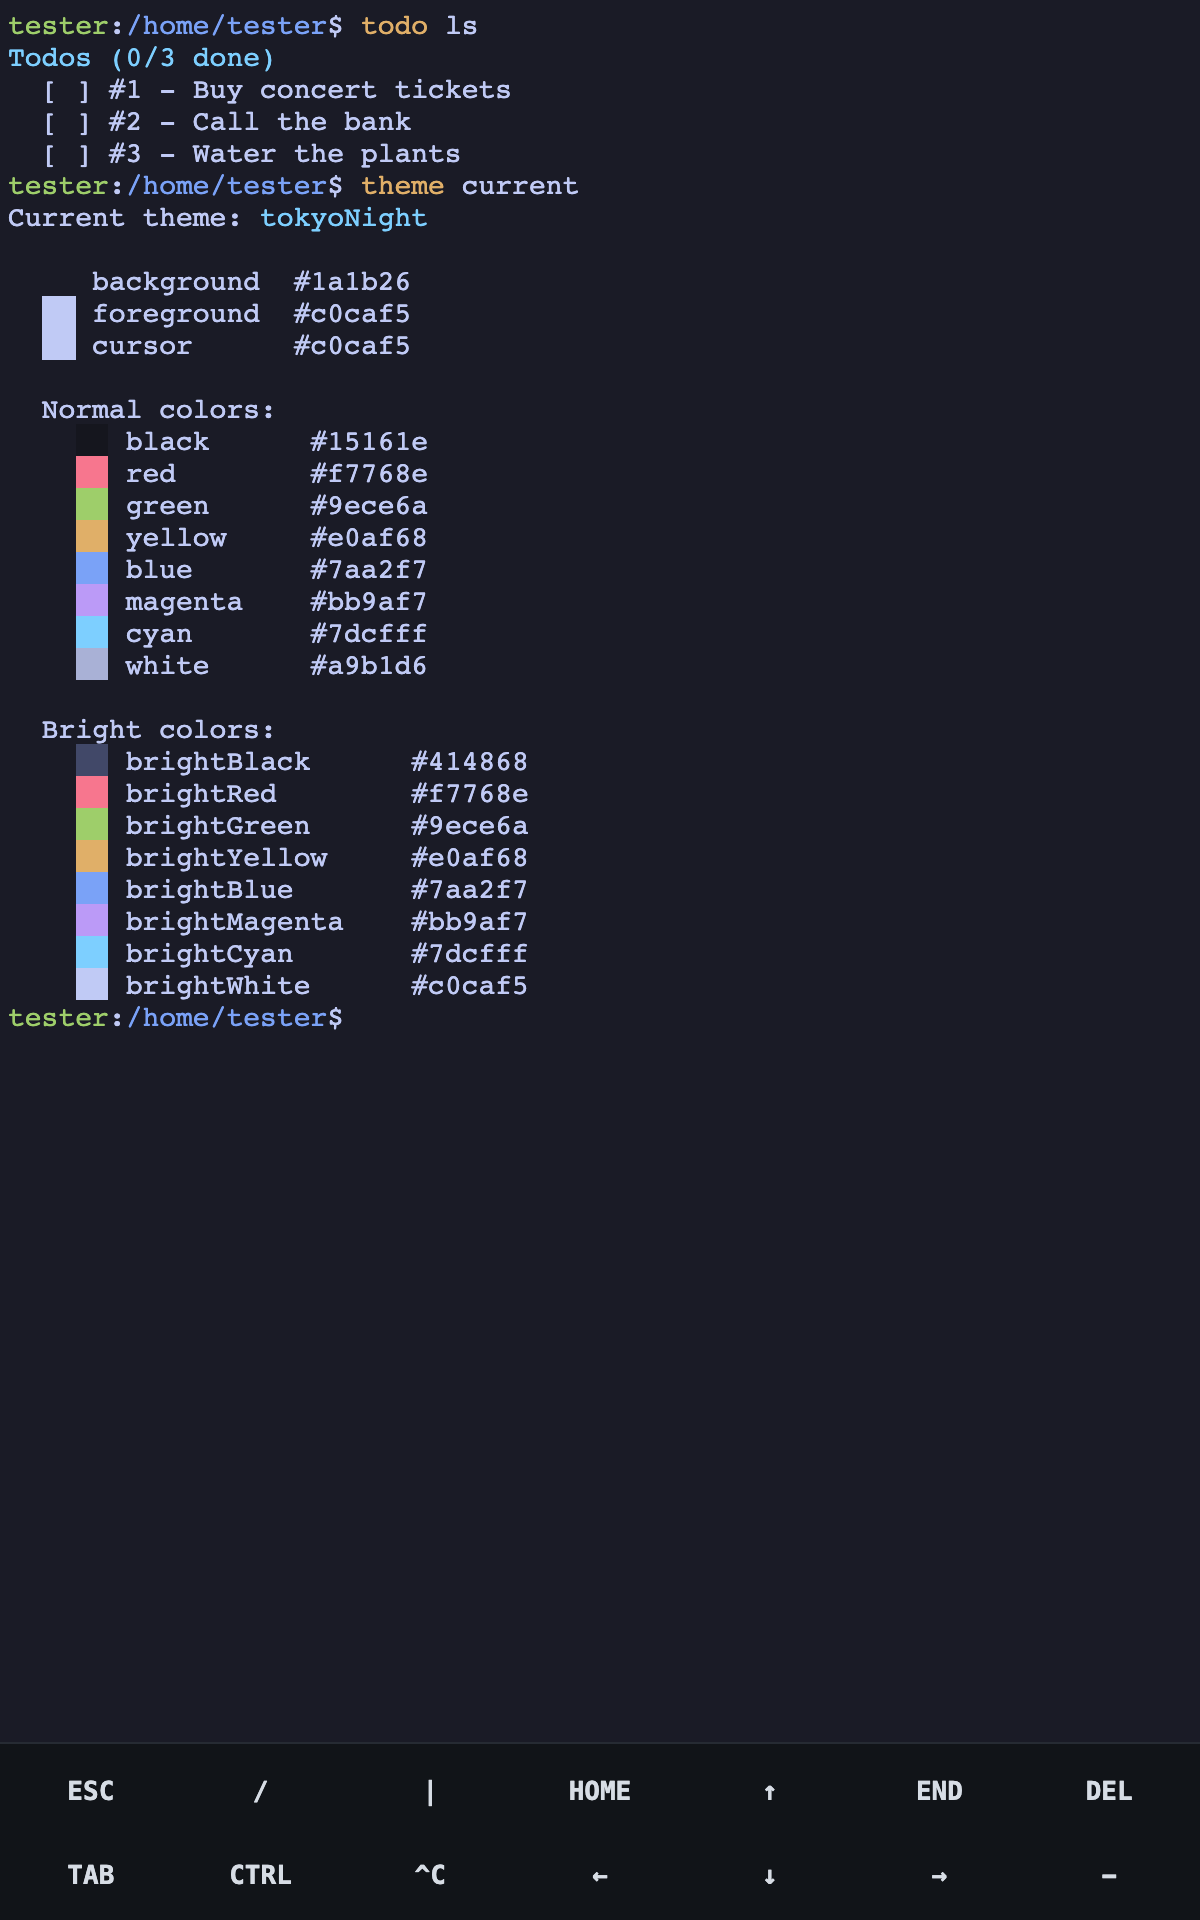 tester:/home/tester$ todo ls
Todos (0/3 done)
  [ ] #1 - Buy concert tickets
  [ ] #2 - Call the bank
  [ ] #3 - Water the plants
tester:/home/tester$ theme current
Current theme: tokyoNight
background  #1a1b26
foreground  #c0caf5
cursor      #c0caf5
Normal colors:
black      #15161e
red        #f7768e
green      #9ece6a
yellow     #e0af68
blue       #7aa2f7
magenta    #bb9af7
cyan       #7dcfff
white      #a9b1d6
Bright colors:
brightBlack      #414868
brightRed        #f7768e
brightGreen      #9ece6a
brightYellow     #e0af68
brightBlue       #7aa2f7
brightMagenta    #bb9af7
brightCyan       #7dcfff
brightWhite      #c0caf5
tester:/home/tester$
ESC / | HOME ↑ END DEL
TAB CTRL ^C ← ↓ → −